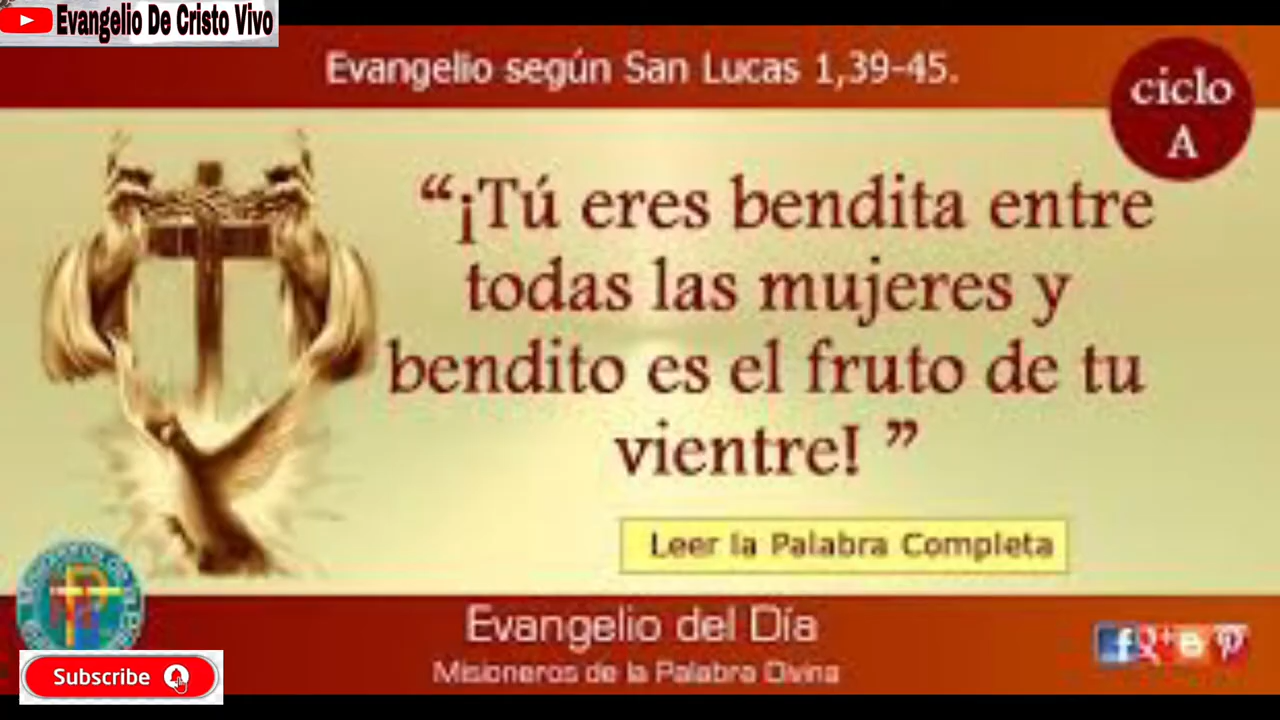 Evangelio De Cristo Vivo
Evangelio según San Lucas 1,39-45.
ciclo
A
“¡Tú eres bendita entre
todas las mujeres y
bendito es el fruto de tu
vientre! ”
Leer la Palabra Completa
Evangelio del Día
Misioneros de la Palabra Divina
Subscribe